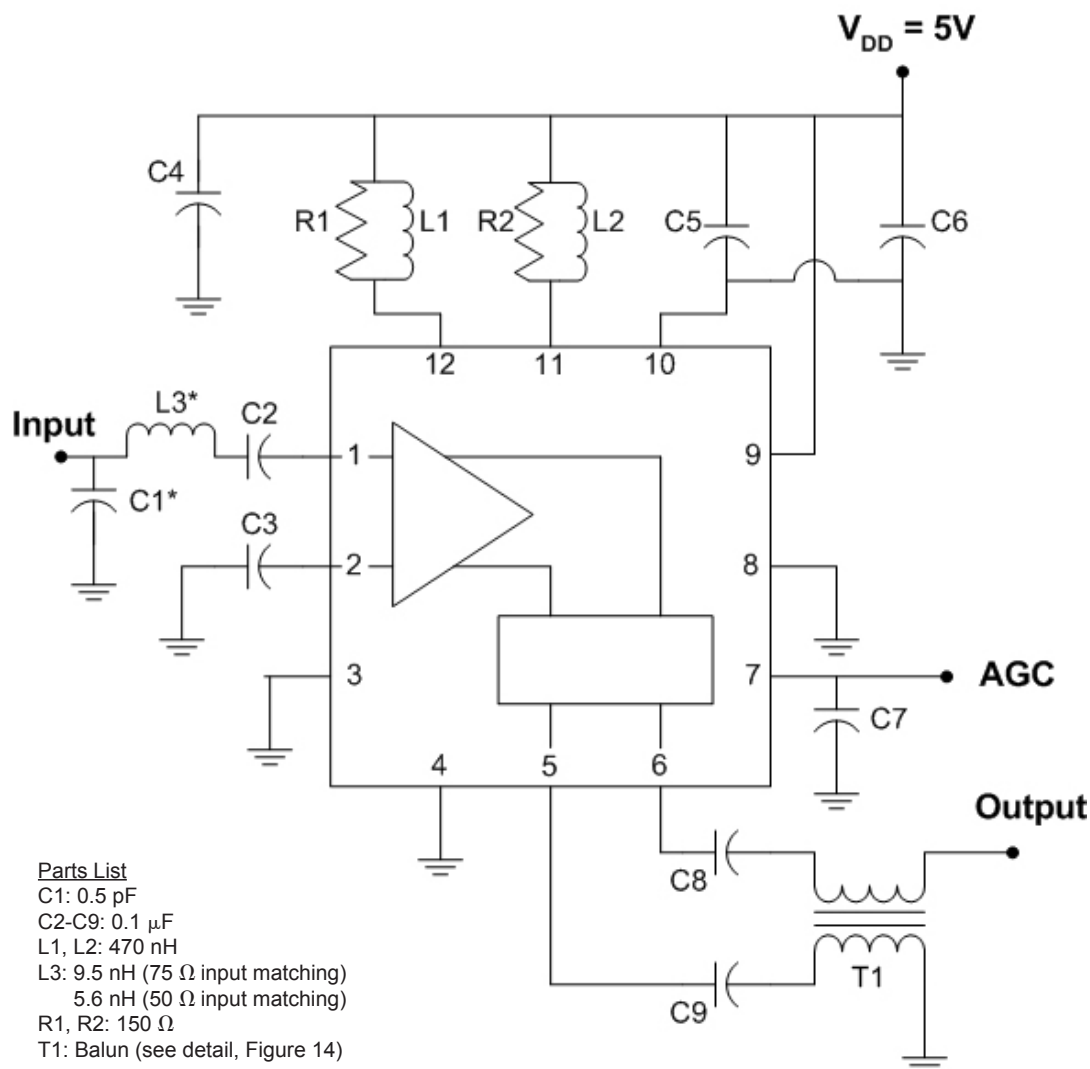 V_DD = 5V
C4
R1
L1
R2
L2
C5
C6
12
11
10
L3*
C2
Input
1
9
C1*
C3
2
8
3
7
AGC
C7
4
5
6
Output
C8
T1
C9
Parts List
C1: 0.5 pF
C2-C9: 0.1 μF
L1, L2: 470 nH
L3: 9.5 nH (75 Ω input matching)
5.6 nH (50 Ω input matching)
R1, R2: 150 Ω
T1: Balun (see detail, Figure 14)